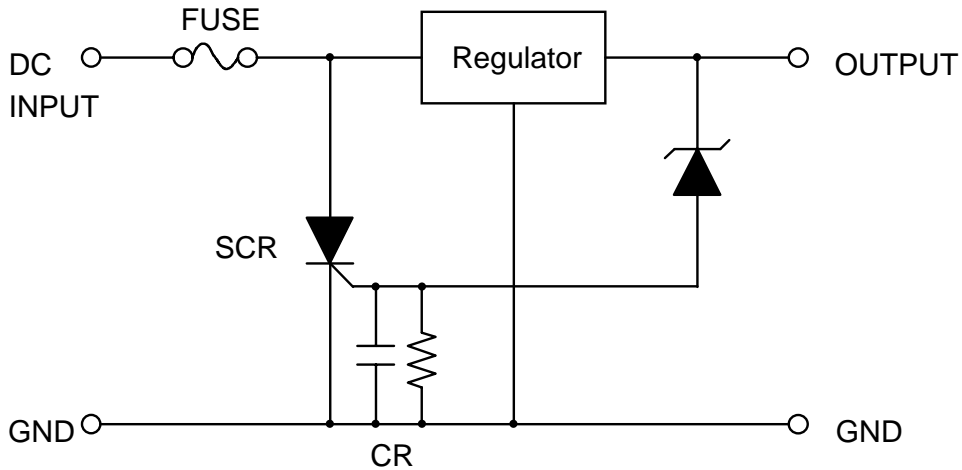 FUSE
DC
INPUT
Regulator
OUTPUT
SCR
GND
CR
GND